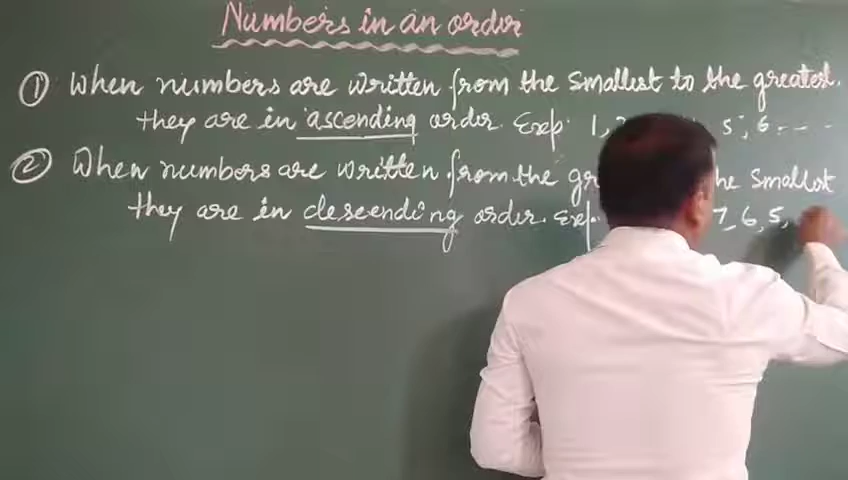 Numbers in an order
① When numbers are written from the smallest to the greatest.
they are in ascending order. Exp. 1, 5, 6 - - -
② When numbers are written from the he smallest
they are in descending order. Exp. 7, 6, 5,